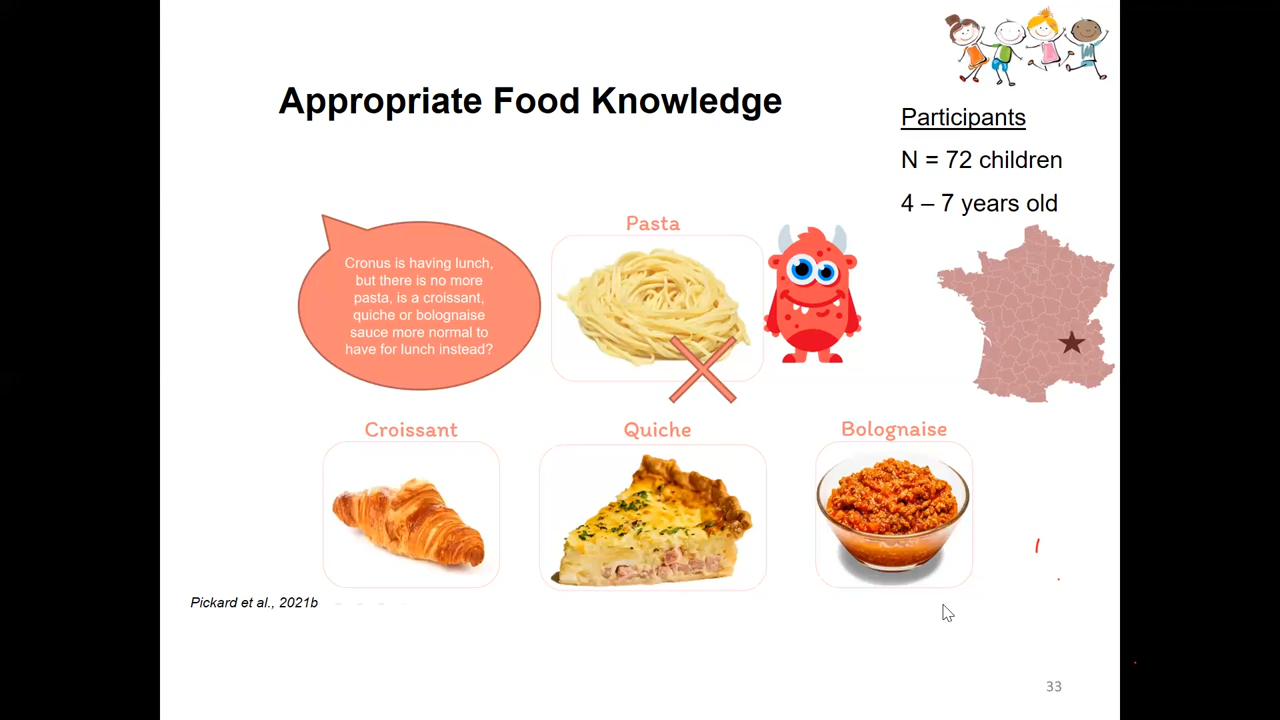 Appropriate Food Knowledge
Participants
N = 72 children
4 – 7 years old
Cronus is having lunch,
but there is no more
pasta, is a croissant,
quiche or bolognaise
sauce more normal to
have for lunch instead?
Pasta
Croissant
Quiche
Bolognaise
Pickard et al., 2021b
33